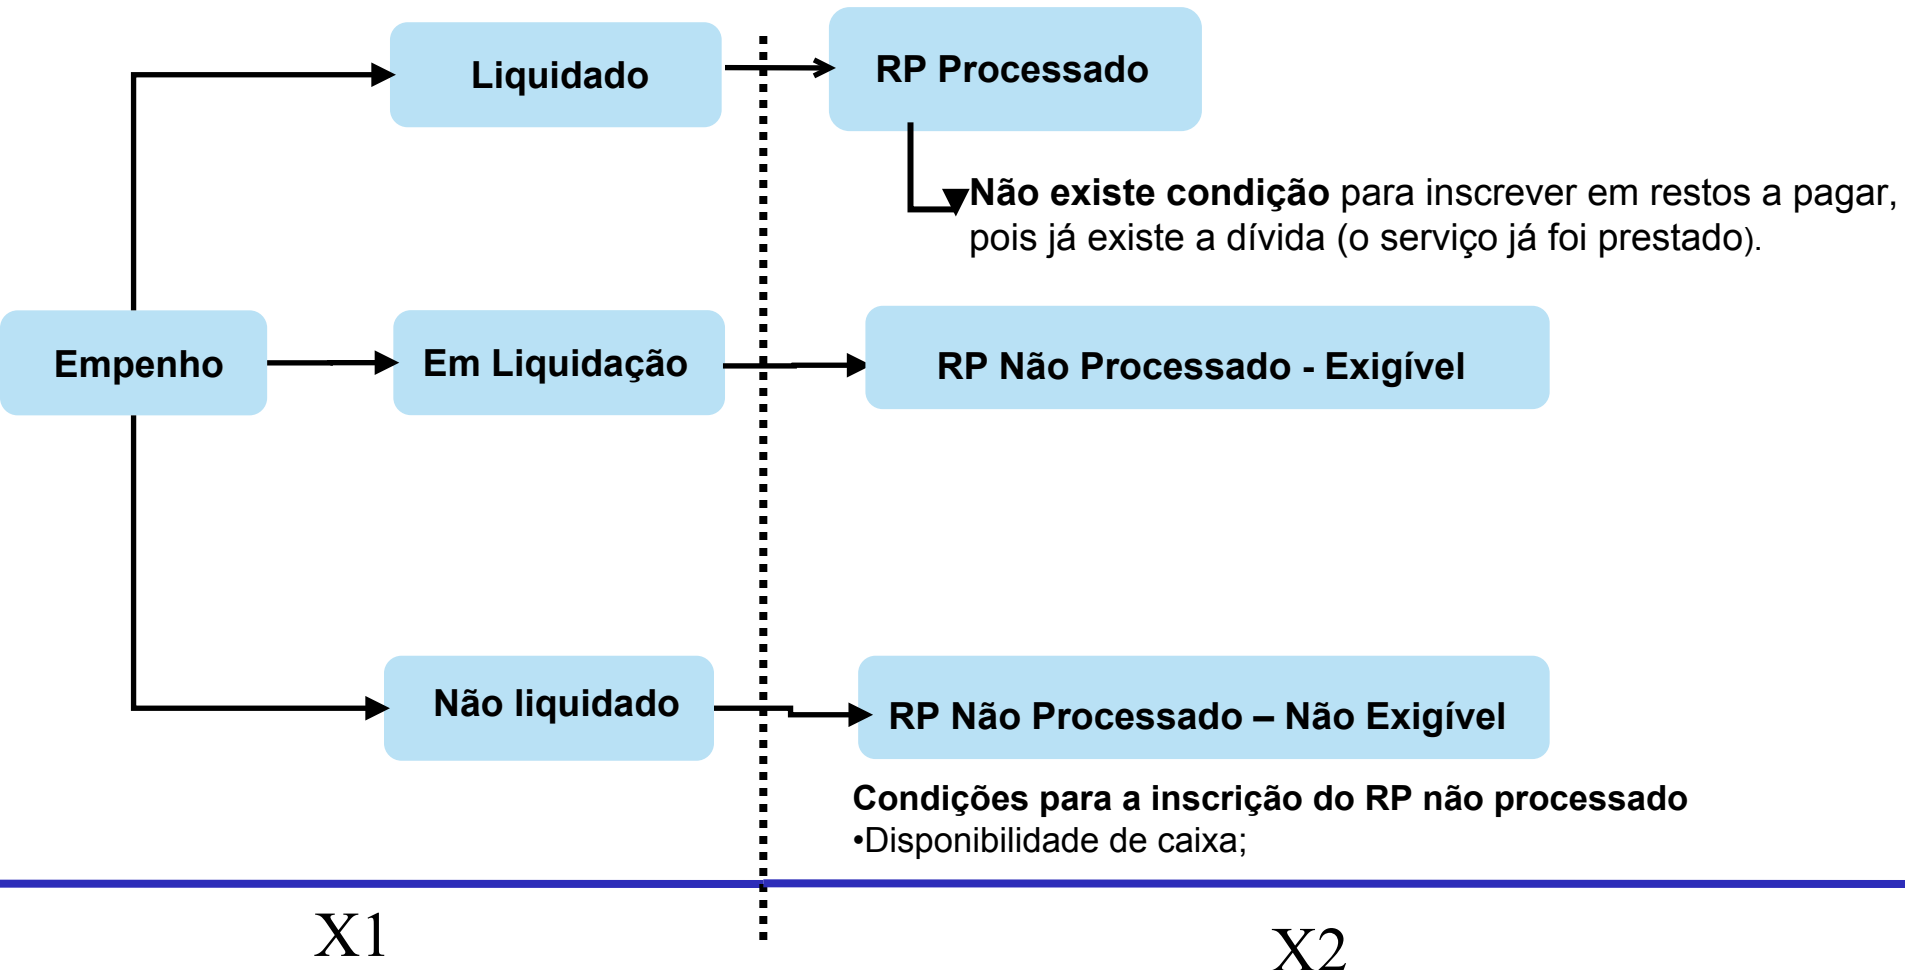 Liquidado
RP Processado
Não existe condição para inscrever em restos a pagar,
pois já existe a dívida (o serviço já foi prestado).
Empenho
Em Liquidação
RP Não Processado - Exigível
Não liquidado
RP Não Processado – Não Exigível
Condições para a inscrição do RP não processado
•Disponibilidade de caixa;
X1
X2